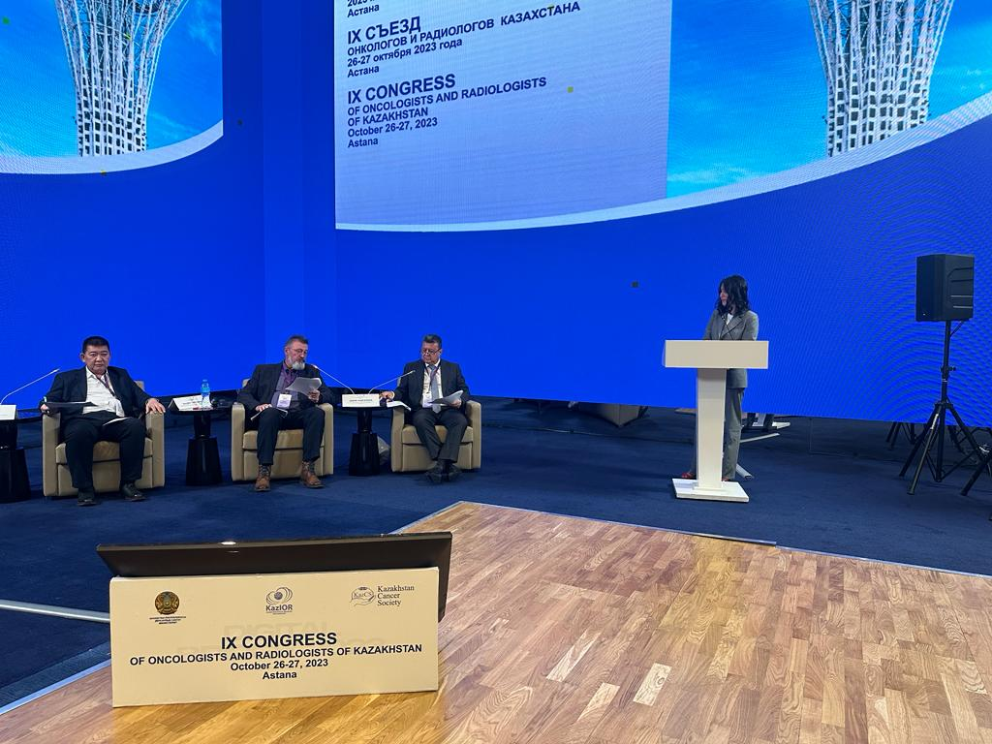 Астана
IX СЪЕЗД
ОНКОЛОГОВ И РАДИОЛОГОВ КАЗАХСТАНА
26-27 октября 2023 года
Астана
IX CONGRESS
OF ONCOLOGISTS AND RADIOLOGISTS
OF KAZAKHSTAN
October 26-27, 2023
Astana
KazIOR
KazCS
Kazakhstan
Cancer
Society
IX CONGRESS
OF ONCOLOGISTS AND RADIOLOGISTS OF KAZAKHSTAN
October 26-27, 2023
Astana